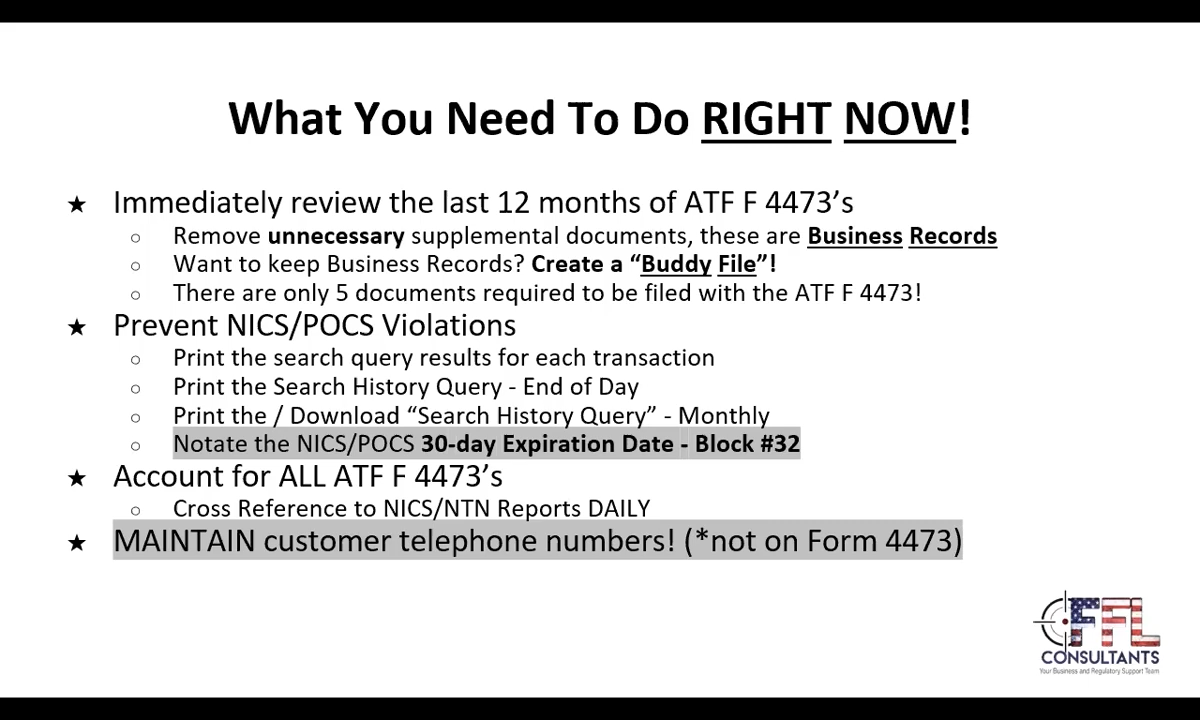 What You Need To Do RIGHT NOW!
★ Immediately review the last 12 months of ATF F 4473’s
○ Remove unnecessary supplemental documents, these are Business Records
○ Want to keep Business Records? Create a “Buddy File”!
○ There are only 5 documents required to be filed with the ATF F 4473!
★ Prevent NICS/POCS Violations
○ Print the search query results for each transaction
○ Print the Search History Query - End of Day
○ Print the / Download “Search History Query” - Monthly
○ Notate the NICS/POCS 30-day Expiration Date - Block #32
★ Account for ALL ATF F 4473’s
○ Cross Reference to NICS/NTN Reports DAILY
★ MAINTAIN customer telephone numbers! (*not on Form 4473)
FFL
CONSULTANTS
Your Business and Regulatory Support Team